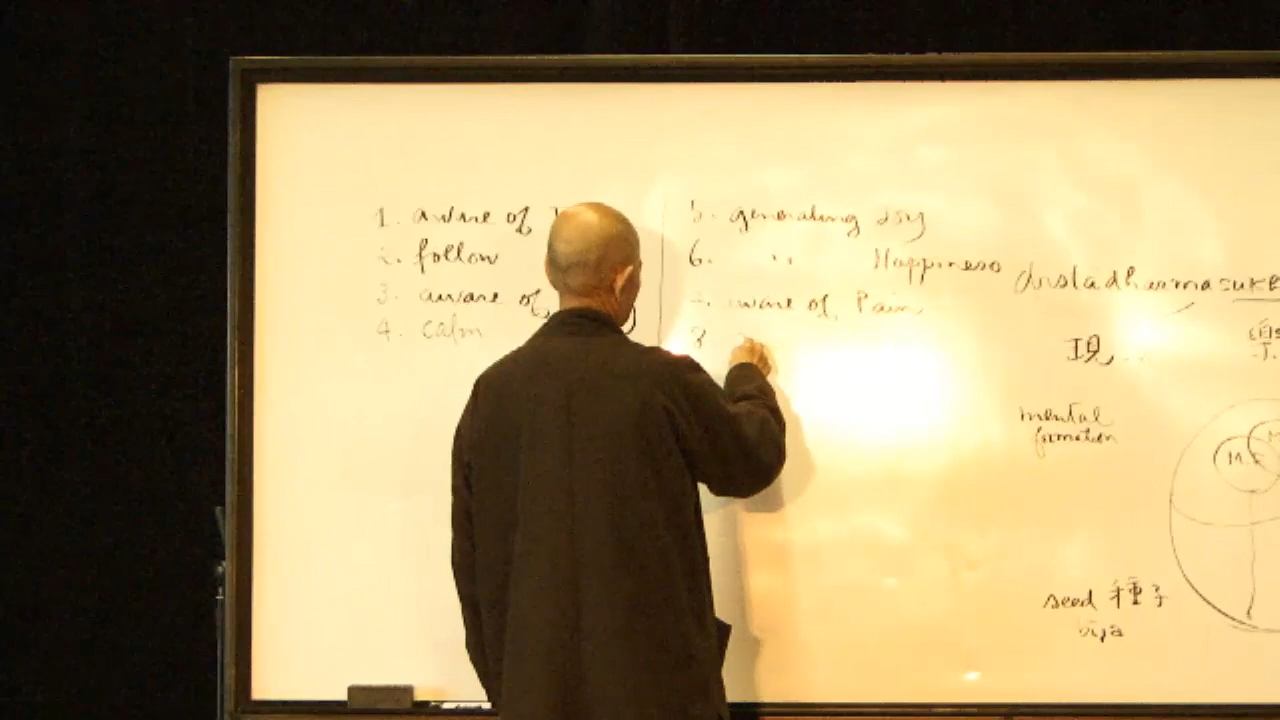 1. aware of
2. follow
3. aware of
4. calm
5. generating Joy
6. " Happiness
7. aware of Pain
8
現
mental
formation
M.F
M
seed 種子
bija